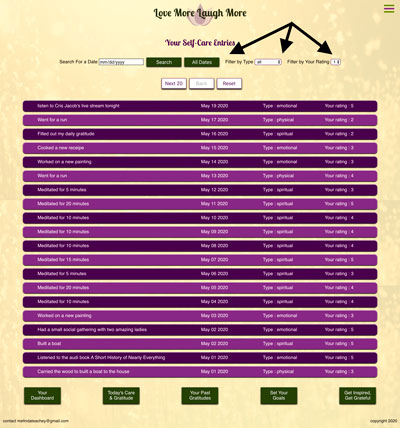 Love More Laugh More
Your Self-Care Entries
Search For a Date mm/dd/yyyy Search All Dates Filter by Type all Filter by Your Rating 1
Next 20 Back Reset
listen to Cris Jacob's live stream tonight May 19 2020 Type : emotional Your rating : 5
Went for a run May 17 2020 Type : physical Your rating : 4
Filled out my daily gratitude May 16 2020 Type : spiritual Your rating : 2
Cooked a new receipe May 15 2020 Type : emotional Your rating : 3
Worked on a new painting May 14 2020 Type : emotional Your rating : 3
Went for a run May 13 2020 Type : physical Your rating : 4
Meditated for 5 minutes May 12 2020 Type : spiritual Your rating : 3
Meditated for 20 minutes May 11 2020 Type : spiritual Your rating : 5
Meditated for 10 minutes May 10 2020 Type : spiritual Your rating : 4
Meditated for 10 minutes May 09 2020 Type : spiritual Your rating : 4
Meditated for 10 minutes May 08 2020 Type : spiritual Your rating : 3
Meditated for 15 minutes May 07 2020 Type : spiritual Your rating : 5
Meditated for 5 minutes May 06 2020 Type : spiritual Your rating : 3
Meditated for 20 minutes May 05 2020 Type : spiritual Your rating : 4
Meditated for 10 minutes May 04 2020 Type : spiritual Your rating : 3
Worked on a new painting May 03 2020 Type : emotional Your rating : 3
Had a small social gathering with two amazing ladies May 02 2020 Type : emotional Your rating : 5
Built a boat May 02 2020 Type : spiritual Your rating : 5
Listened to the audi book A Short History of Nearly Everything May 01 2020 Type : emotional Your rating : 3
Carried the wood to built a boat to the house May 01 2020 Type : physical Your rating : 3
Your Dashboard Today's Care & Gratitude Your Past Gratitudes Set Your Goals Get Inspired, Get Grateful
copyright 2020